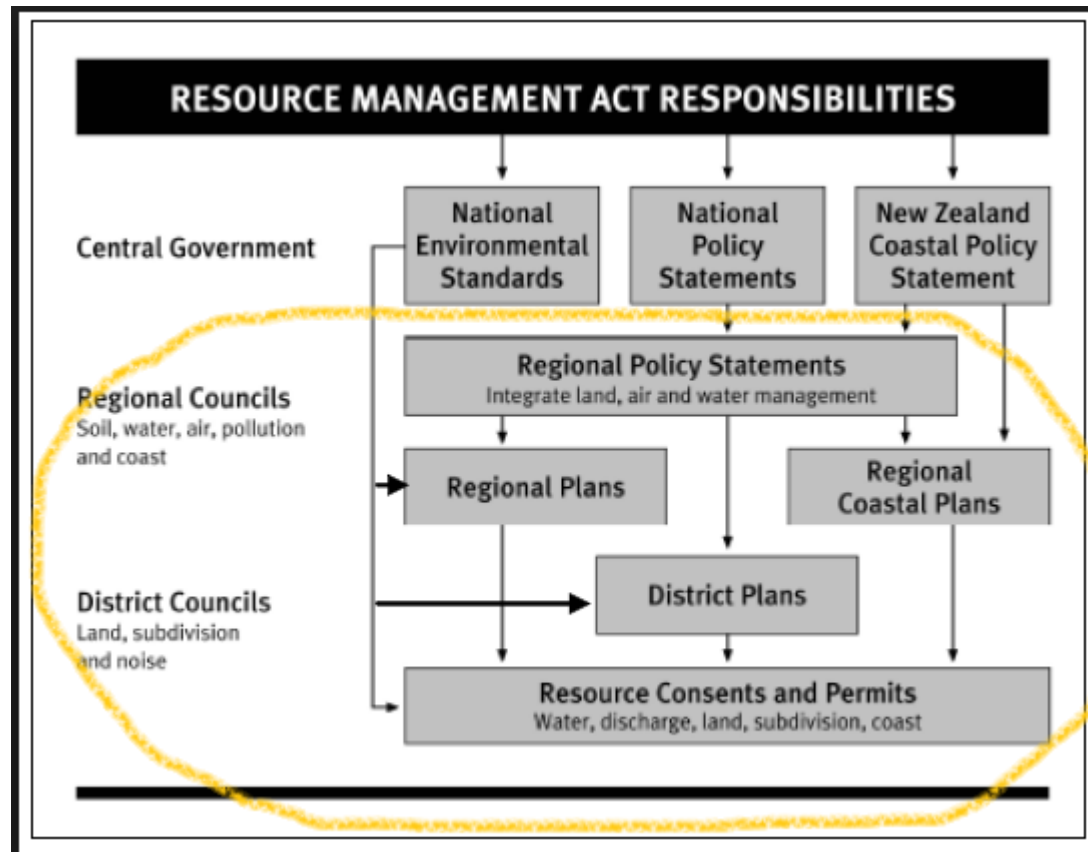 RESOURCE MANAGEMENT ACT RESPONSIBILITIES
Central Government
National
Environmental
Standards
National
Policy
Statements
New Zealand
Coastal Policy
Statement
Regional Councils
Soil, water, air, pollution
and coast
Regional Policy Statements
Integrate land, air and water management
Regional Plans
Regional
Coastal Plans
District Councils
Land, subdivision
and noise
District Plans
Resource Consents and Permits
Water, discharge, land, subdivision, coast